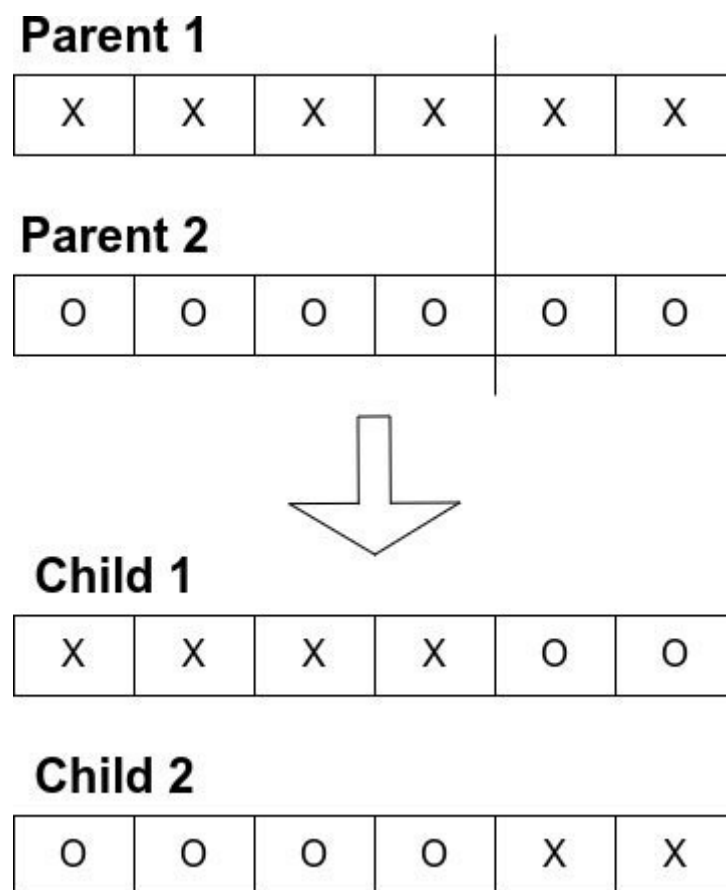 Parent 1
X X X X X X
Parent 2
O O O O O O
Child 1
X X X X O O
Child 2
O O O O X X